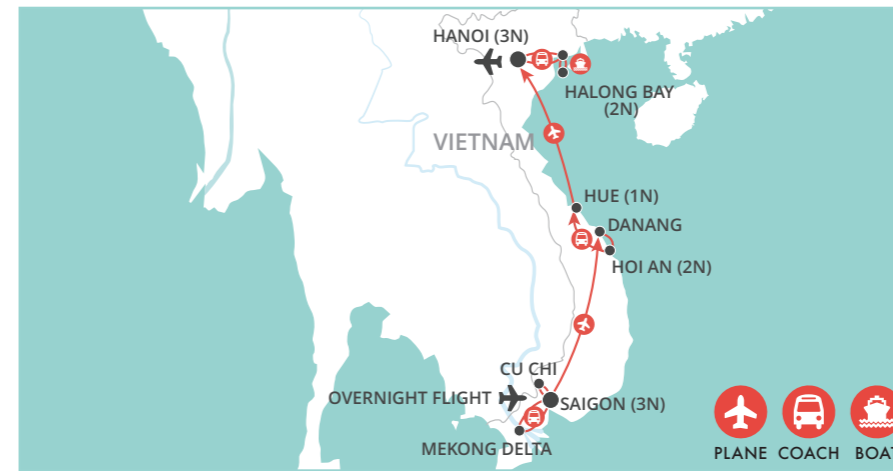 HANOI (3N)
HALONG BAY
(2N)
VIETNAM
HUE (1N)
DANANG
HOI AN (2N)
CU CHI
OVERNIGHT FLIGHT
SAIGON (3N)
MEKONG DELTA
PLANE COACH BOAT